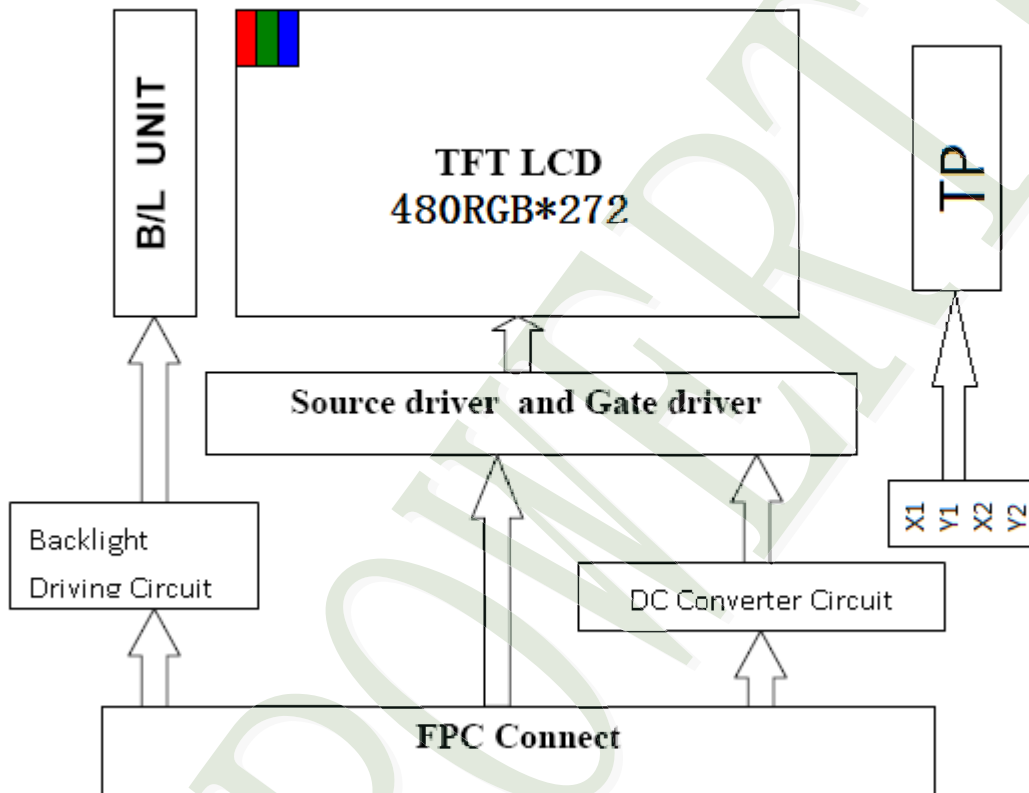 B/L UNIT
TFT LCD
480RGB*272
TP
Source driver and Gate driver
X1
Y1
X2
Y2
Backlight
Driving Circuit
DC Converter Circuit
FPC Connect